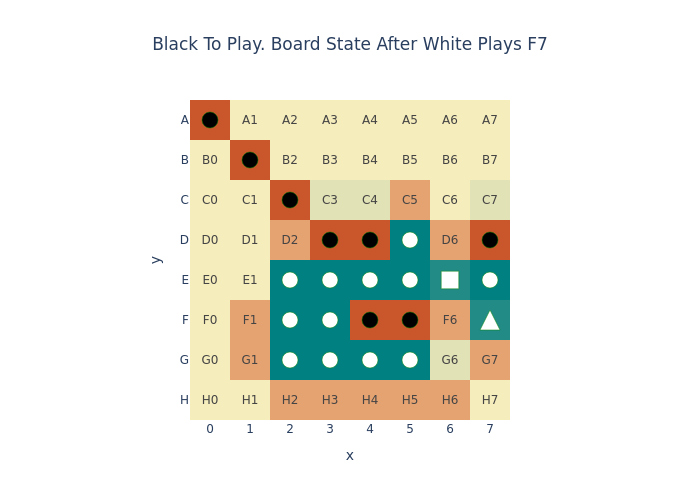 Black To Play. Board State After White Plays F7
A A1 A2 A3 A4 A5 A6 A7
B B0 B2 B3 B4 B5 B6 B7
C C0 C1 C3 C4 C5 C6 C7
D D0 D1 D2 D6
E E0 E1
F F0 F1 F6
G G0 G1 G6 G7
H H0 H1 H2 H3 H4 H5 H6 H7
0 1 2 3 4 5 6 7
x
y